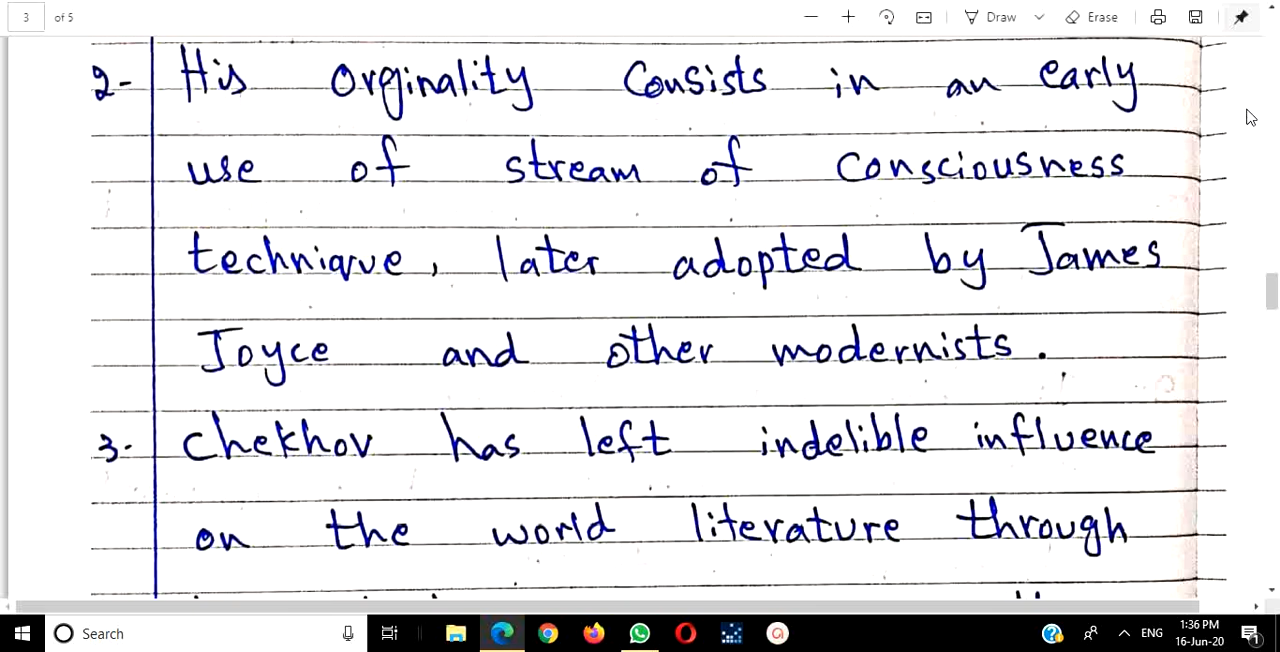 3 of 5 Draw Erase
2- His Orginality Consists in an early
use of stream of Consciousness
technique, later adopted by James
Joyce and other modernists.
3- Chekhov has left indelible influence
on the world literature through
Search ENG 1:36 PM
16-Jun-20
1